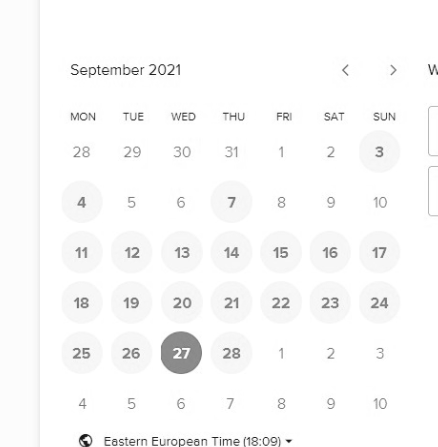 September 2021
W
MON TUE WED THU FRI SAT SUN
28 29 30 31 1 2 3
4 5 6 7 8 9 10
11 12 13 14 15 16 17
18 19 20 21 22 23 24
25 26 27 28 1 2 3
4 5 6 7 8 9 10
Eastern European Time (18:09)